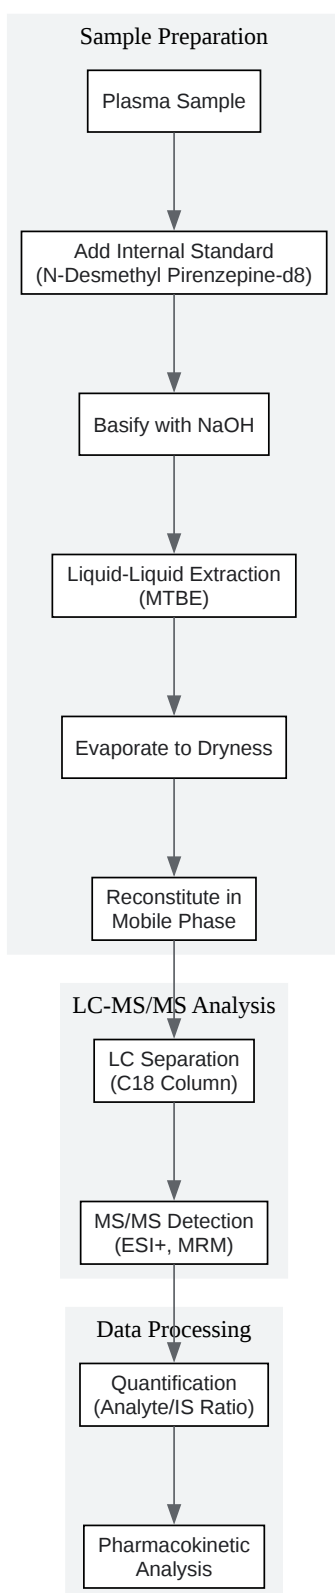 Sample Preparation
Plasma Sample
Add Internal Standard
(N-Desmethyl Pirenzepine-d8)
Basify with NaOH
Liquid-Liquid Extraction
(MTBE)
Evaporate to Dryness
Reconstitute in
Mobile Phase
LC-MS/MS Analysis
LC Separation
(C18 Column)
MS/MS Detection
(ESI+, MRM)
Data Processing
Quantification
(Analyte/IS Ratio)
Pharmacokinetic
Analysis